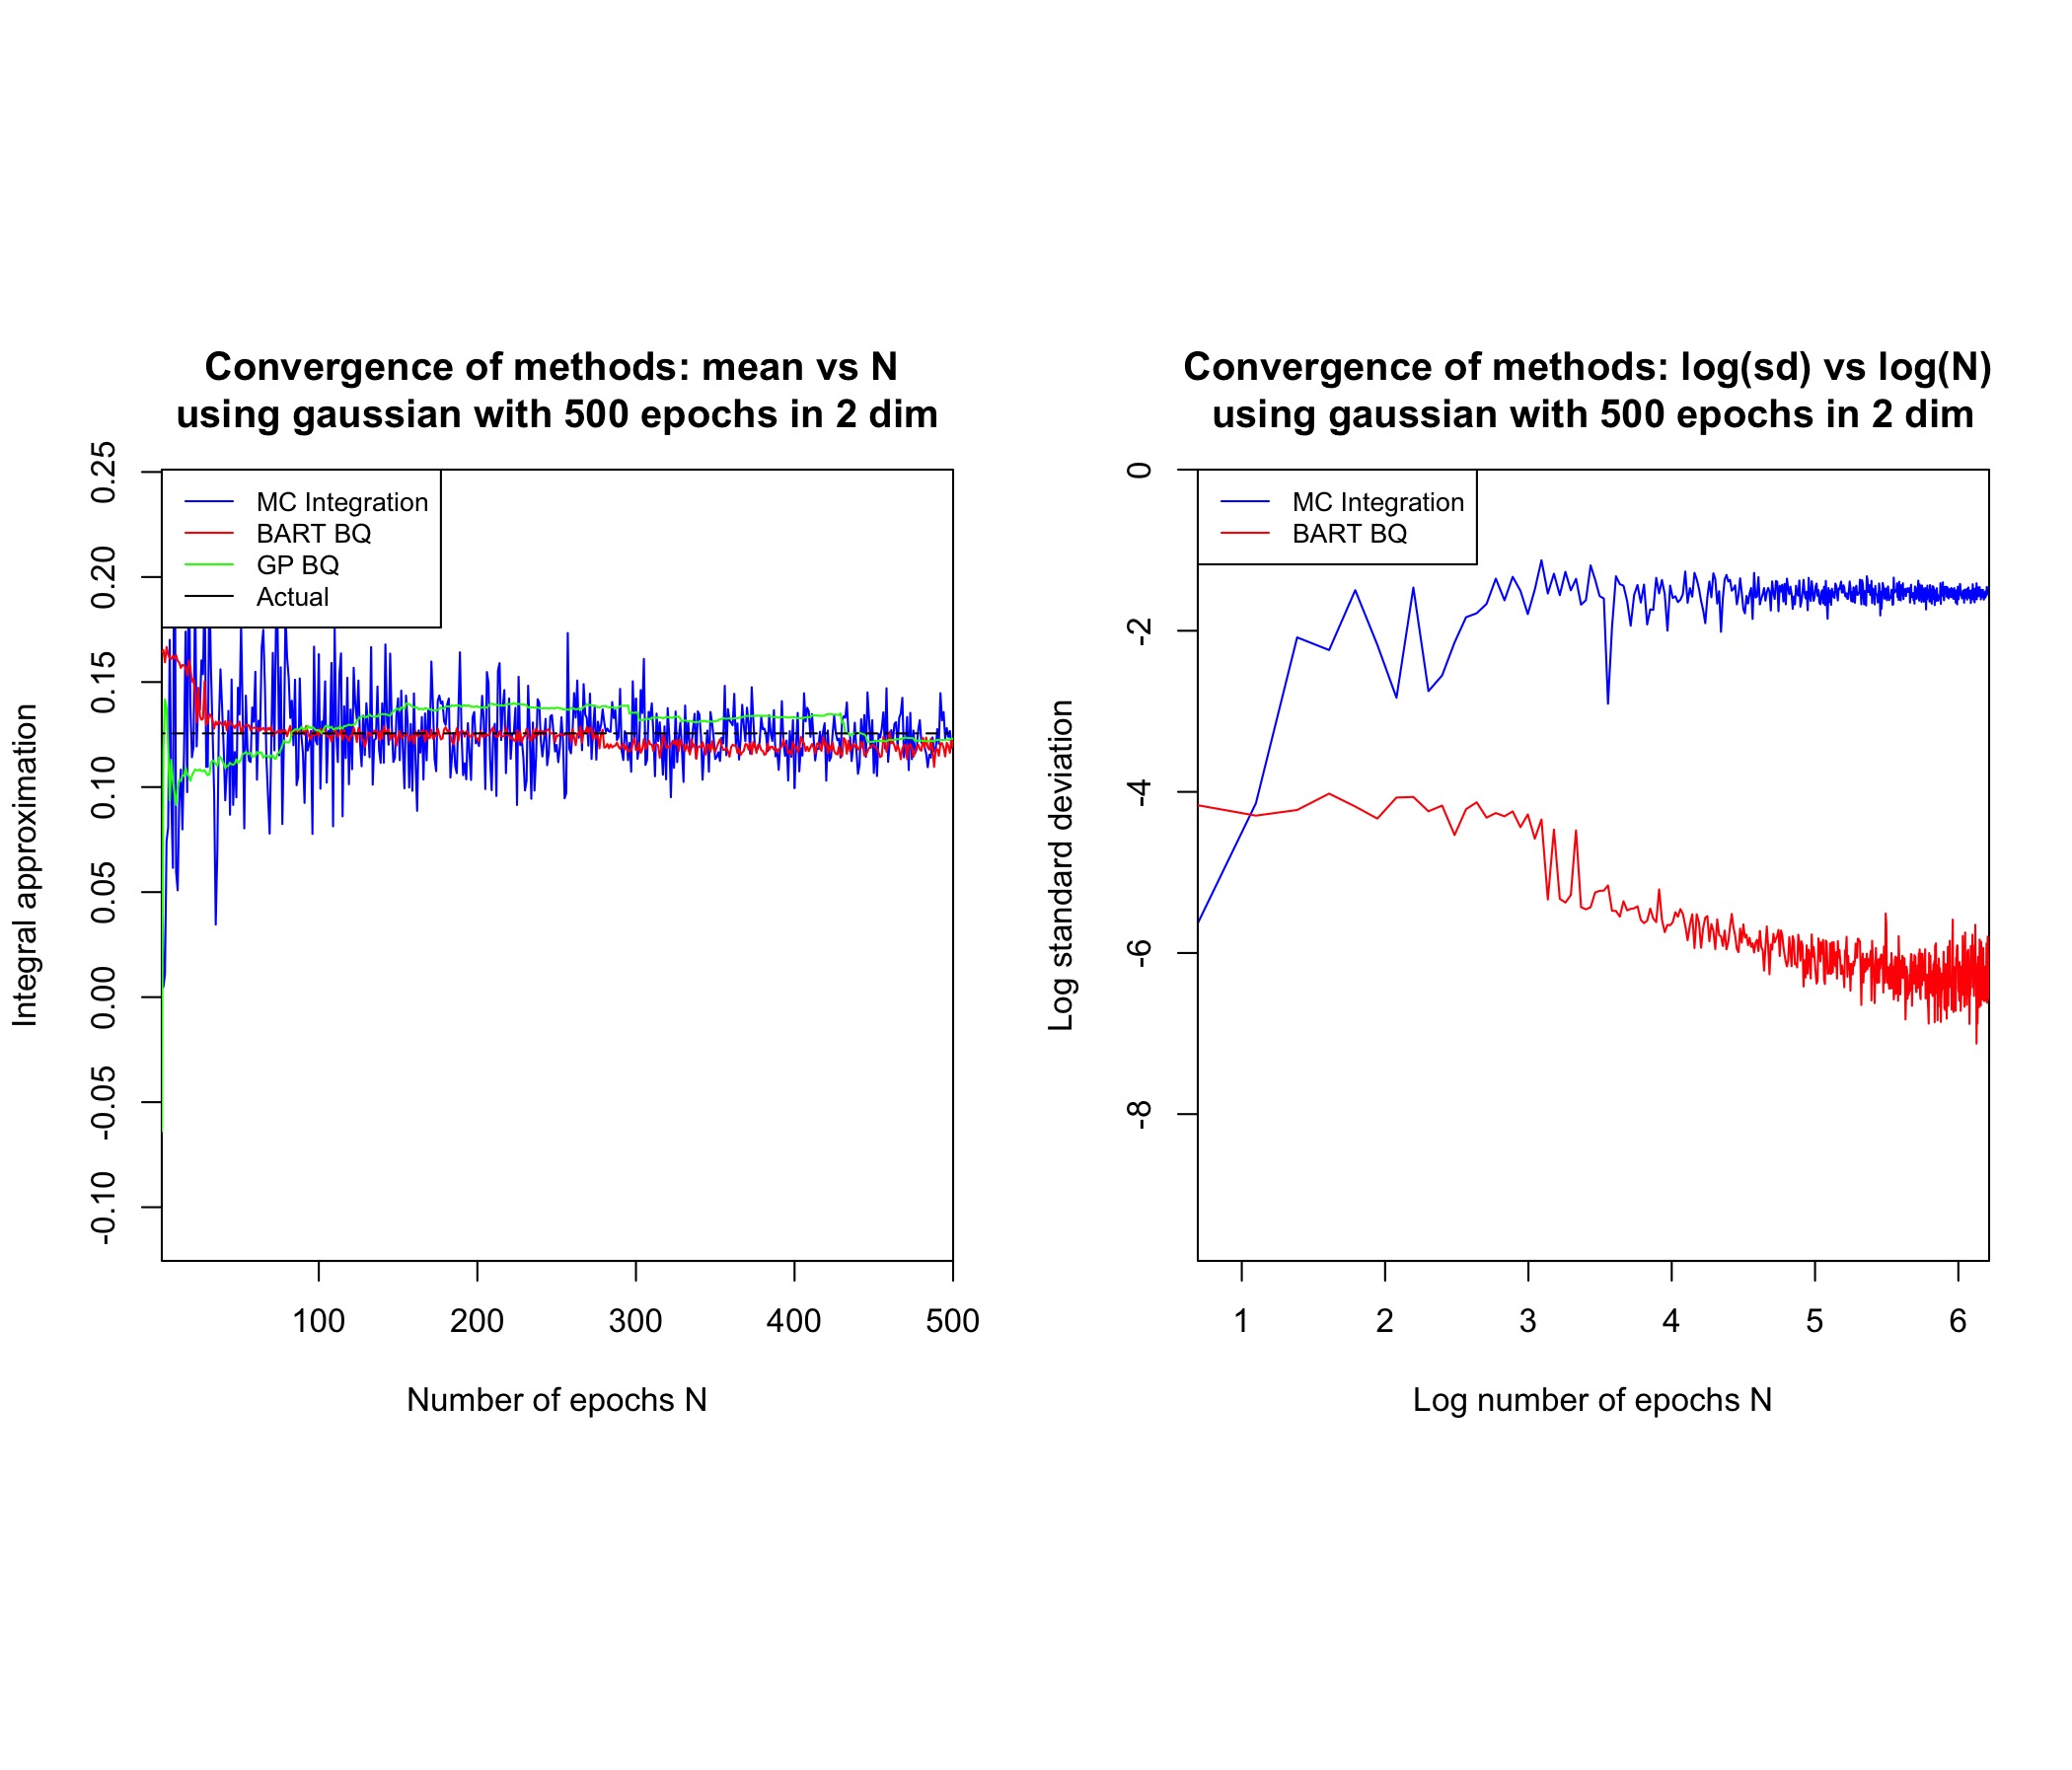 Convergence of methods: mean vs N
using gaussian with 500 epochs in 2 dim
MC Integration
BART BQ
GP BQ
Actual
Integral approximation
0.25
0.20
0.15
0.10
0.05
0.00
-0.05
-0.10
100 200 300 400 500
Number of epochs N
Convergence of methods: log(sd) vs log(N)
using gaussian with 500 epochs in 2 dim
MC Integration
BART BQ
Log standard deviation
0
-2
-4
-6
-8
1 2 3 4 5 6
Log number of epochs N